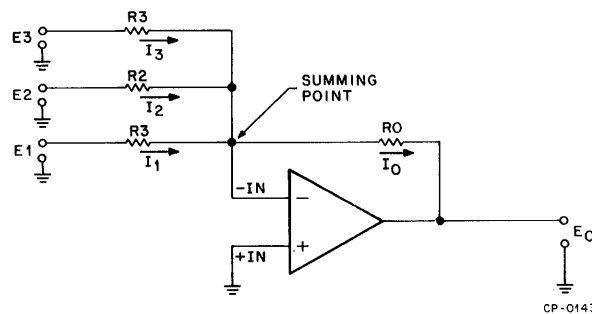 R3
E3
I3
R2
E2
I2
SUMMING
POINT
R3
E1
I1
RO
IO
-IN
−
+
+IN
EO
CP-0143